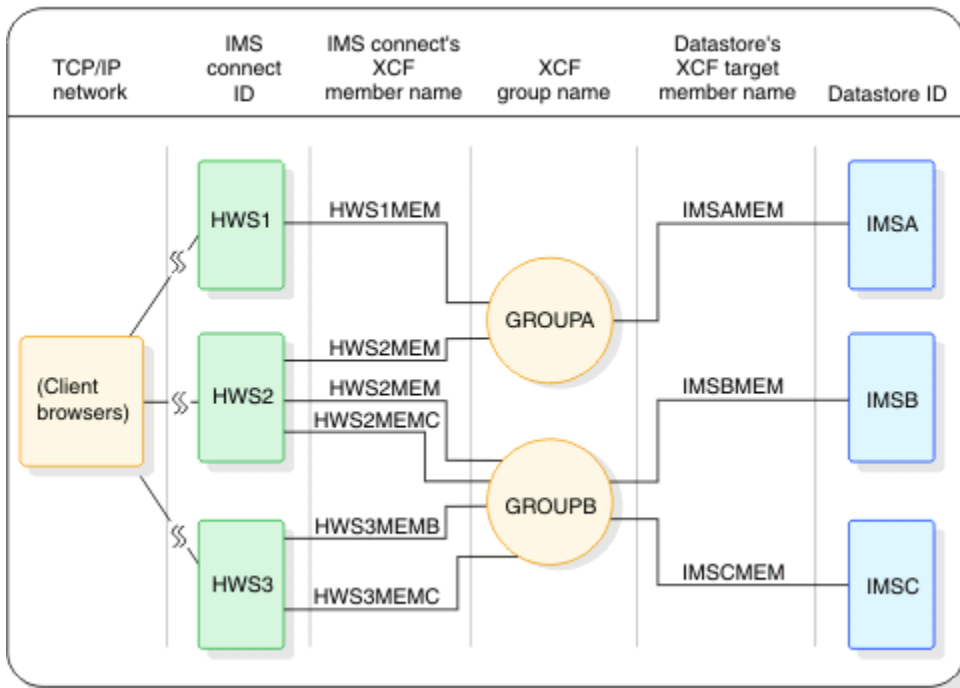 TCP/IP
network
IMS
connect
ID
IMS connect's
XCF
member name
XCF
group name
Datastore's
XCF target
member name
Datastore ID
HWS1
HWS1MEM
IMSAMEM
IMSA
GROUPA
(Client
browsers)
HWS2
HWS2MEM
HWS2MEM
HWS2MEMC
IMSBMEM
IMSB
GROUPB
HWS3
HWS3MEMB
HWS3MEMC
IMSCMEM
IMSC